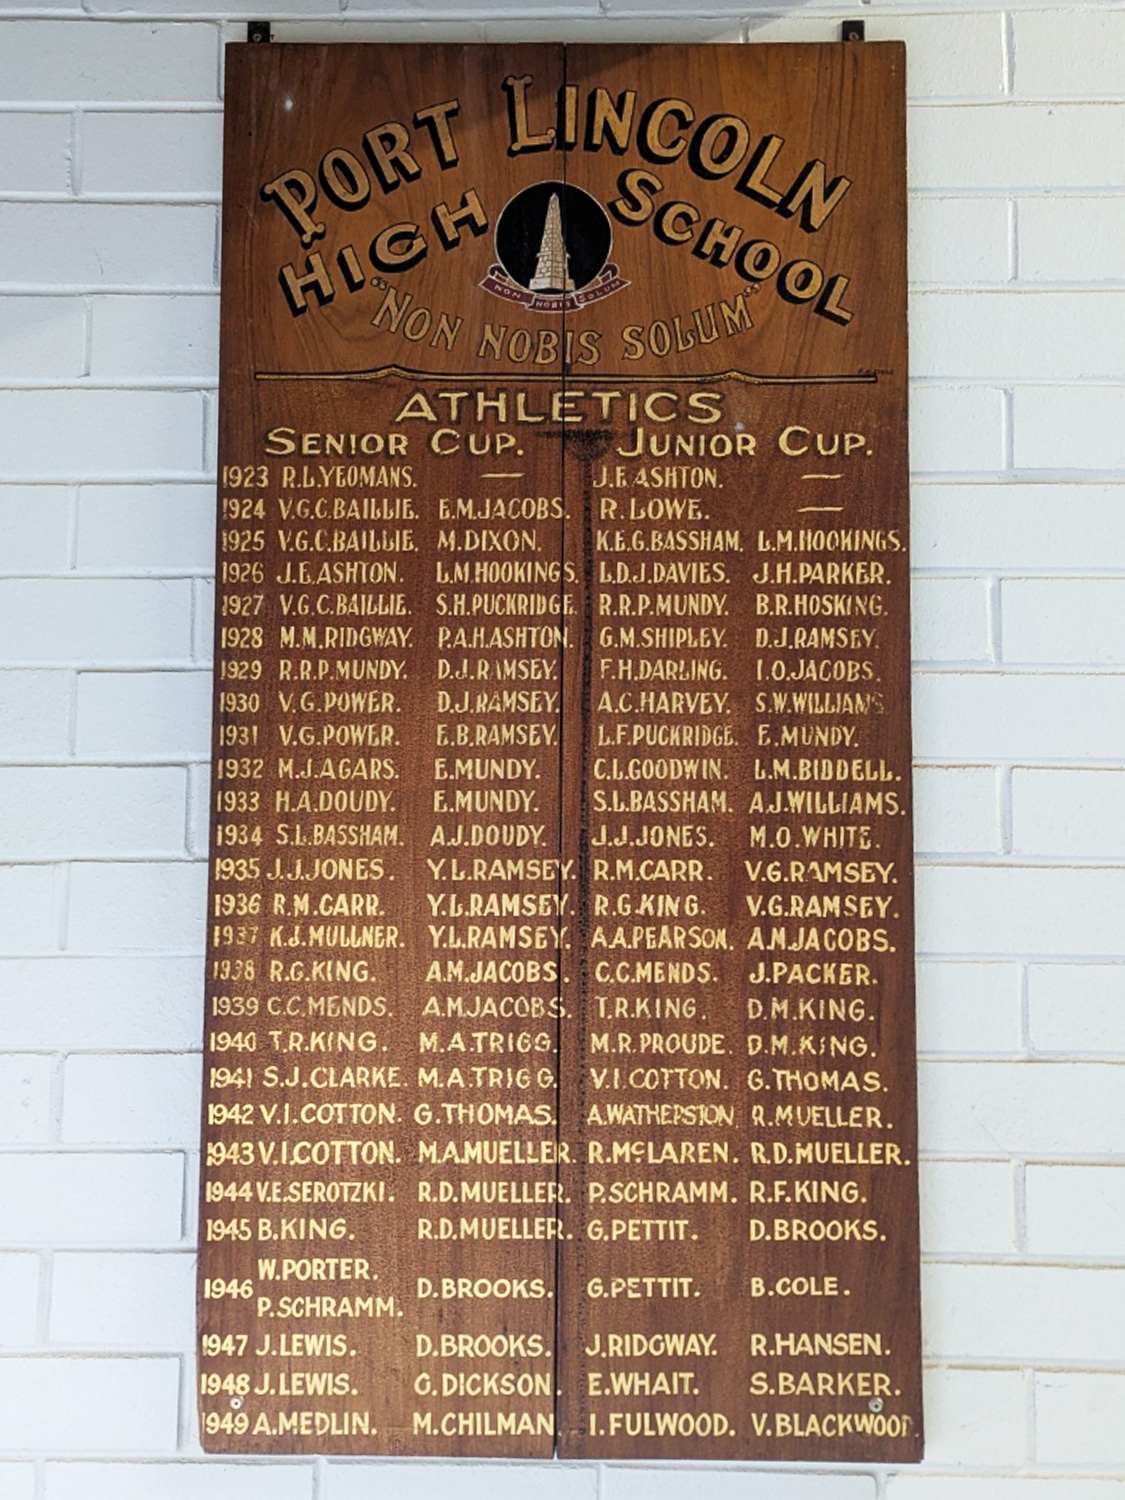 PORT LINCOLN
HIGH SCHOOL
NON NOBIS SOLUM
"NON NOBIS SOLUM"
ATHLETICS
SENIOR CUP. JUNIOR CUP.
1923 R.L.YEOMANS. — J.E.ASHTON. —
1924 V.G.C.BAILLIE. E.M.JACOBS. R.LOWE. —
1925 V.G.C.BAILLIE. M.DIXON. K.E.G.BASSHAM. L.M.HOOKINGS.
1926 J.E.ASHTON. L.M.HOOKINGS. L.D.J.DAVIES. J.H.PARKER.
1927 V.G.C.BAILLIE. S.H.PUCKRIDGE. R.R.P.MUNDY. B.R.HOSKING.
1928 M.M.RIDGWAY. P.A.H.ASHTON. G.M.SHIPLEY. D.J.RAMSEY.
1929 R.R.P.MUNDY. D.J.RAMSEY. F.H.DARLING. I.O.JACOBS.
1930 V.G.POWER. D.J.RAMSEY. A.C.HARVEY. S.W.WILLIAMS
1931 V.G.POWER. E.B.RAMSEY. L.F.PUCKRIDGE. E.MUNDY.
1932 M.J.AGARS. E.MUNDY. C.L.GOODWIN. L.M.BIDDELL.
1933 H.A.DOUDY. E.MUNDY. S.L.BASSHAM. A.J.WILLIAMS.
1934 S.L.BASSHAM. A.J.DOUDY. J.J.JONES. M.O.WHITE.
1935 J.J.JONES. Y.L.RAMSEY. R.M.CARR. V.G.RAMSEY.
1936 R.M.CARR. Y.L.RAMSEY. R.G.KING. V.G.RAMSEY.
1937 K.J.MULLNER. Y.L.RAMSEY. A.A.PEARSON. A.M.JACOBS.
1938 R.G.KING. A.M.JACOBS. C.C.MENDS. J.PACKER.
1939 C.C.MENDS. A.M.JACOBS. T.R.KING. D.M.KING.
1940 T.R.KING. M.A.TRIGG. M.R.PROUDE. D.M.KING.
1941 S.J.CLARKE. M.A.TRIGG. V.I.COTTON. G.THOMAS.
1942 V.I.COTTON. G.THOMAS. A.WATHERSTON. R.MUELLER.
1943 V.I.COTTON. M.A.MUELLER. R.McLAREN. R.D.MUELLER.
1944 V.E.SEROTZKI. R.D.MUELLER. P.SCHRAMM. R.F.KING.
1945 B.KING. R.D.MUELLER. G.PETTIT. D.BROOKS.
W.PORTER.
1946 D.BROOKS. G.PETTIT. B.COLE.
P.SCHRAMM.
1947 J.LEWIS. D.BROOKS. J.RIDGWAY. R.HANSEN.
1948 J.LEWIS. G.DICKSON. E.WHAIT. S.BARKER.
1949 A.MEDLIN. M.CHILMAN. I.FULWOOD. V.BLACKWOOD.